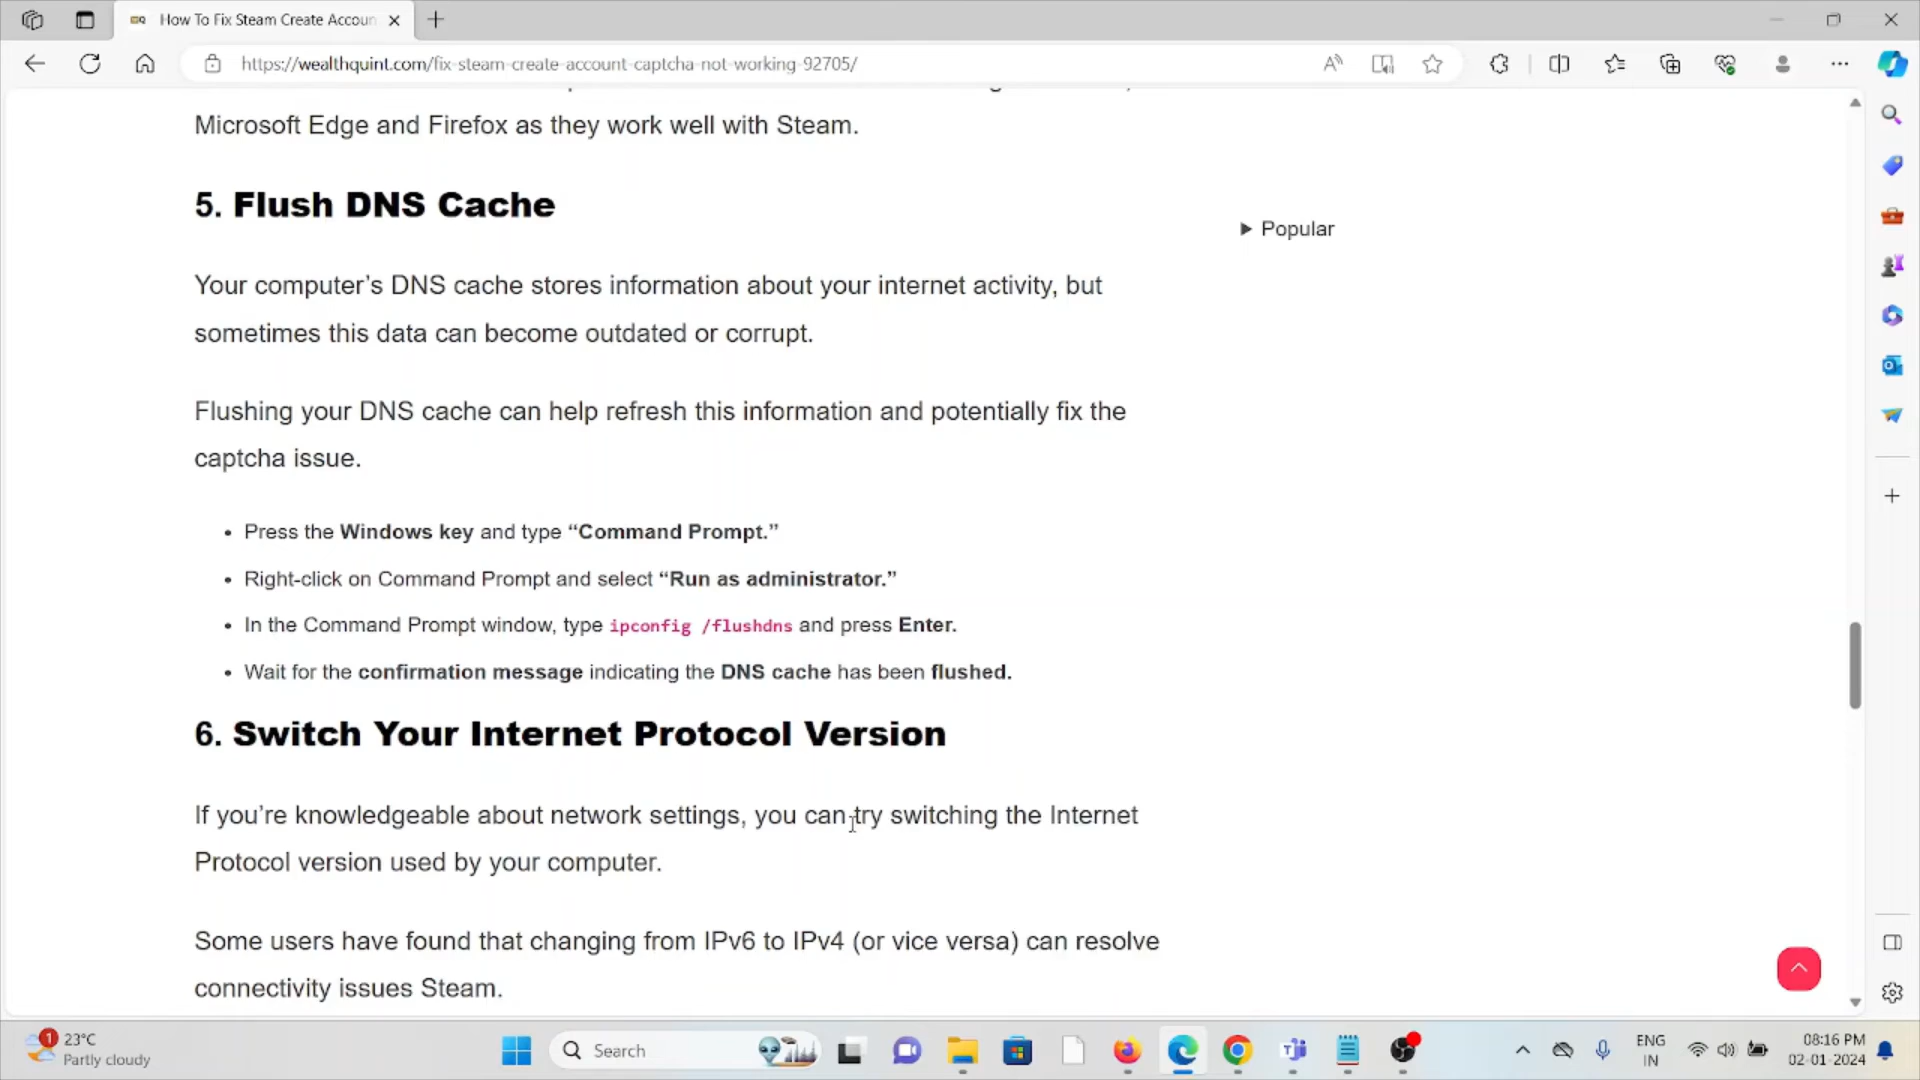 How To Fix Steam Create Accoun
https://wealthquint.com/fix-steam-create-account-captcha-not-working-92705/
Microsoft Edge and Firefox as they work well with Steam.
5. Flush DNS Cache
Popular
Your computer’s DNS cache stores information about your internet activity, but
sometimes this data can become outdated or corrupt.
Flushing your DNS cache can help refresh this information and potentially fix the
captcha issue.
• Press the Windows key and type “Command Prompt.”
• Right-click on Command Prompt and select “Run as administrator.”
• In the Command Prompt window, type ipconfig /flushdns and press Enter.
• Wait for the confirmation message indicating the DNS cache has been flushed.
6. Switch Your Internet Protocol Version
If you’re knowledgeable about network settings, you can try switching the Internet
Protocol version used by your computer.
Some users have found that changing from IPv6 to IPv4 (or vice versa) can resolve
connectivity issues Steam.
1
23°C
Partly cloudy
Search
ENG
IN
08:16 PM
02-01-2024